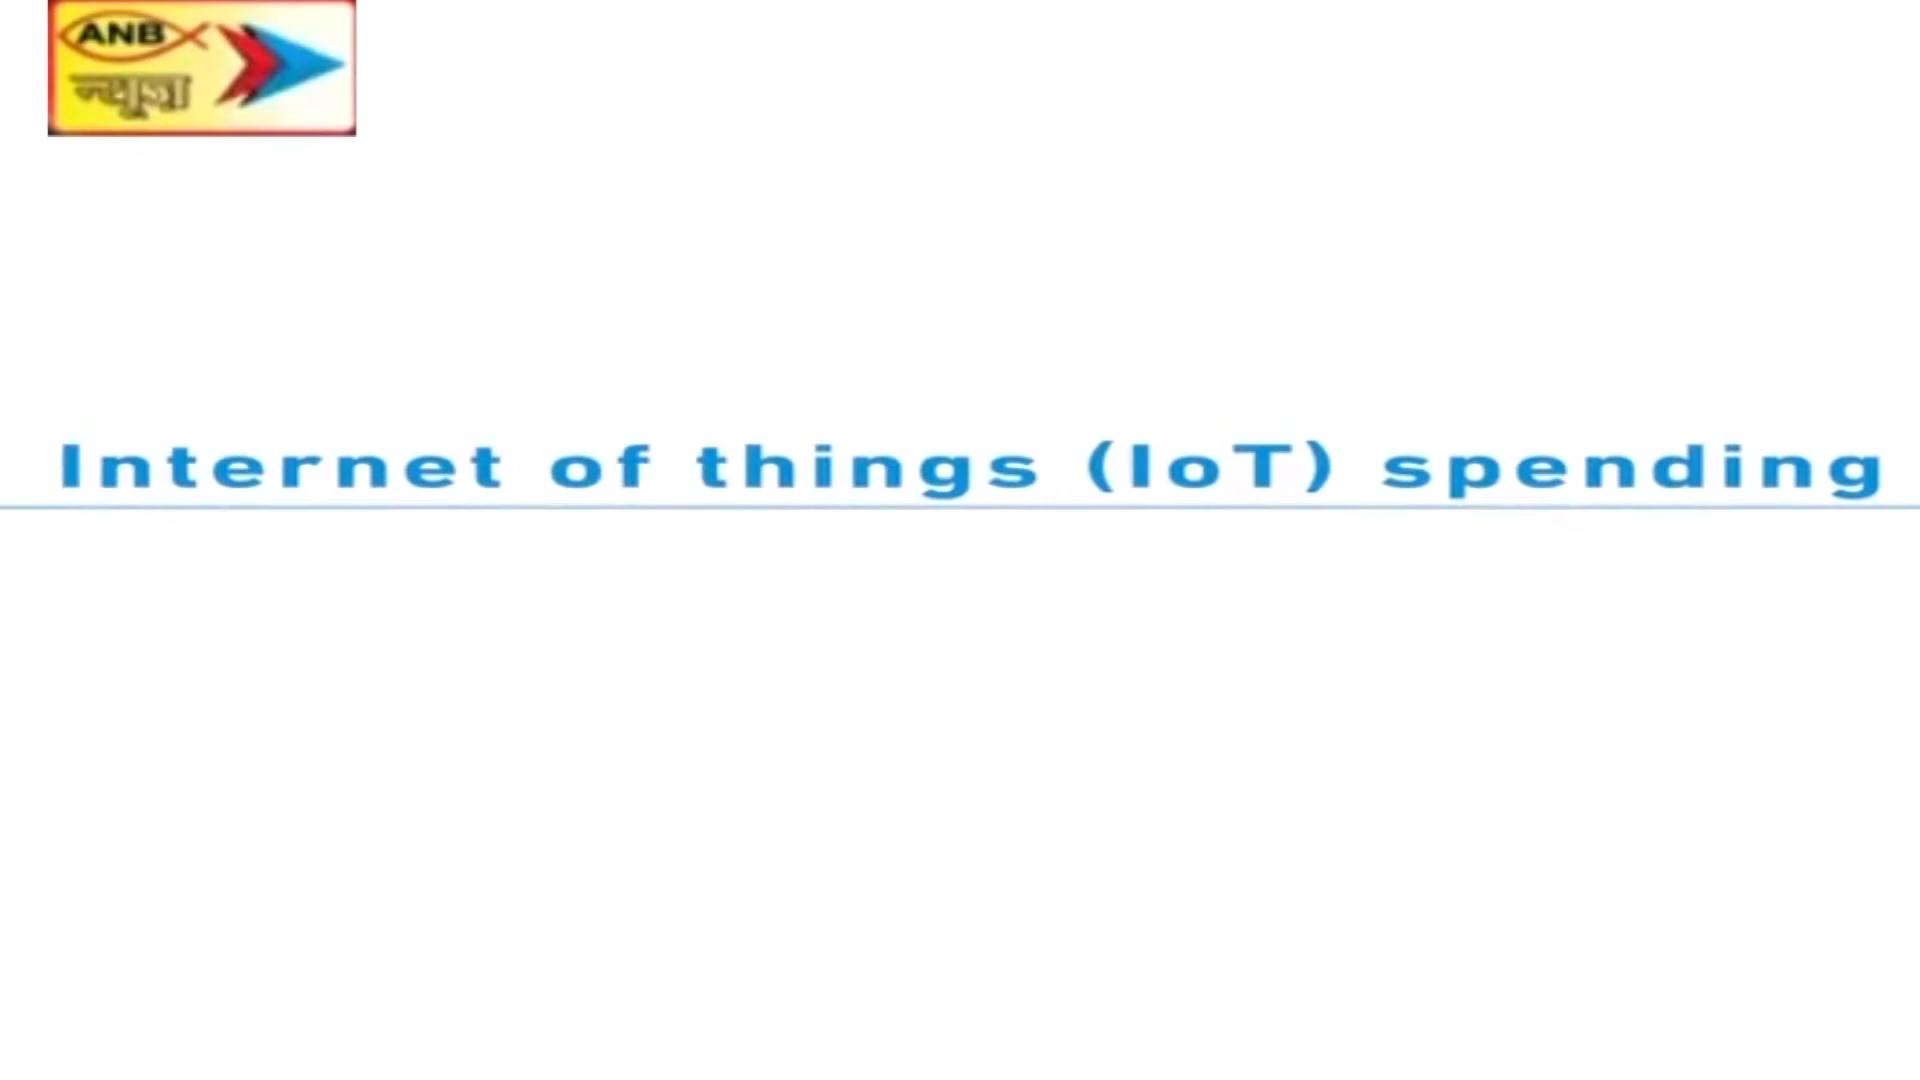 ANB
न्यूज़
Internet of things (IoT) spending